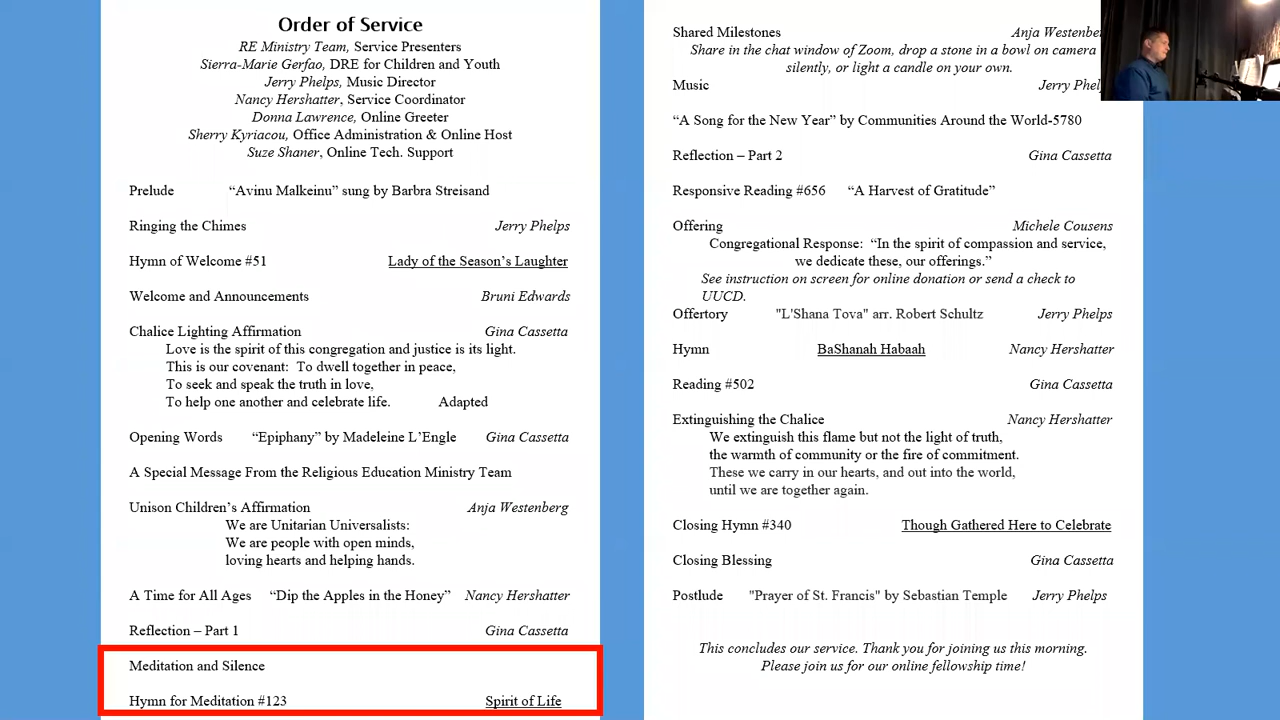 Order of Service
RE Ministry Team, Service Presenters
Sierra-Marie Gerfao, DRE for Children and Youth
Jerry Phelps, Music Director
Nancy Hershatter, Service Coordinator
Donna Lawrence, Online Greeter
Sherry Kyriacou, Office Administration & Online Host
Suze Shaner, Online Tech. Support
Prelude “Avinu Malkeinu” sung by Barbra Streisand
Ringing the Chimes Jerry Phelps
Hymn of Welcome #51 Lady of the Season’s Laughter
Welcome and Announcements Bruni Edwards
Chalice Lighting Affirmation Gina Cassetta
Love is the spirit of this congregation and justice is its light.
This is our covenant: To dwell together in peace,
To seek and speak the truth in love,
To help one another and celebrate life. Adapted
Opening Words “Epiphany” by Madeleine L’Engle Gina Cassetta
A Special Message From the Religious Education Ministry Team
Unison Children’s Affirmation Anja Westenberg
We are Unitarian Universalists:
We are people with open minds,
loving hearts and helping hands.
A Time for All Ages “Dip the Apples in the Honey” Nancy Hershatter
Reflection – Part 1 Gina Cassetta
Meditation and Silence
Hymn for Meditation #123 Spirit of Life
Shared Milestones Anja Westenber
Share in the chat window of Zoom, drop a stone in a bowl on camera
silently, or light a candle on your own.
Music Jerry Phelps
“A Song for the New Year” by Communities Around the World-5780
Reflection – Part 2 Gina Cassetta
Responsive Reading #656 “A Harvest of Gratitude”
Offering Michele Cousens
Congregational Response: “In the spirit of compassion and service,
we dedicate these, our offerings.”
See instruction on screen for online donation or send a check to
UUCD.
Offertory "L'Shana Tova" arr. Robert Schultz Jerry Phelps
Hymn BaShanah Habaah Nancy Hershatter
Reading #502 Gina Cassetta
Extinguishing the Chalice Nancy Hershatter
We extinguish this flame but not the light of truth,
the warmth of community or the fire of commitment.
These we carry in our hearts, and out into the world,
until we are together again.
Closing Hymn #340 Though Gathered Here to Celebrate
Closing Blessing Gina Cassetta
Postlude "Prayer of St. Francis" by Sebastian Temple Jerry Phelps
This concludes our service. Thank you for joining us this morning.
Please join us for our online fellowship time!